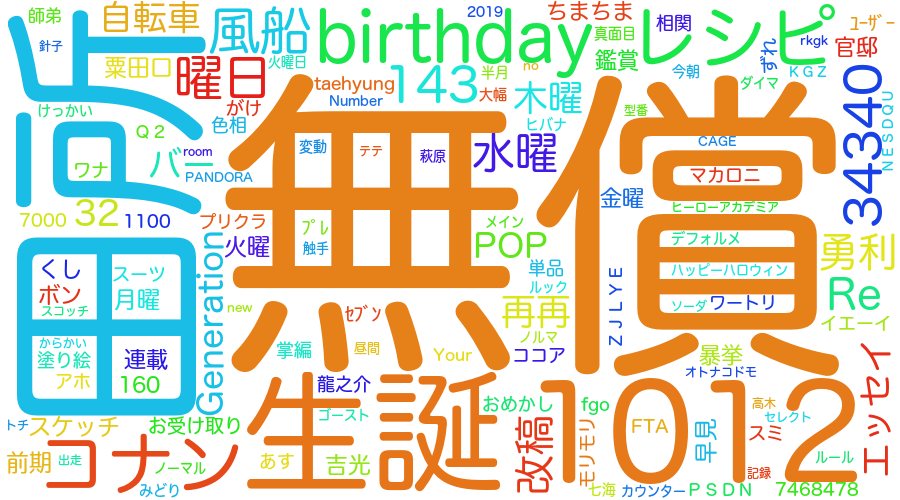 師弟
針子
自転車
風船
birthday
2019
ちまちま
真面目
相関
レシピ
ずれ
rkgk
ユーザー
官邸
粟田口
曜日
火曜日
taehyung
Number
143
半月
no
大幅
鑑賞
木曜
今朝
ダイマ
KGZ
けっかい
Q2
がけ
色相
ヒバナ
型番
34340
NESDQU
ワナ
バー
room
PANDORA
変動
テテ
萩原
水曜
CAGE
無償
マカロニ
金曜
ヒーローアカデミア
7000
32
1100
プリクラ
火曜
プレ
触手
メイン
POP
デフォルメ
勇利
Generation
くし
スーツ
ボン
月曜
スコッチ
new
セブン
単品
ルック
ハッピーハロウィン
ZJLYE
ソーダ
ワートリ
Re
イエーイ
再再
ノルマ
からかい
塗り絵
連載
アホ
160
掌編
昼間
Your
ココア
暴挙
オトナコドモ
エッセイ
龍之介
ゴースト
生誕
おめかし
fgo
1012
高木
セレクト
トチ
スケッチ
お受け取り
改稿
モリモリ
FTA
早見
スミ
前期
出走
コナン
ノーマル
みどり
あす
吉光
七海
カウンター
PSDN
記録
ルール
7468478